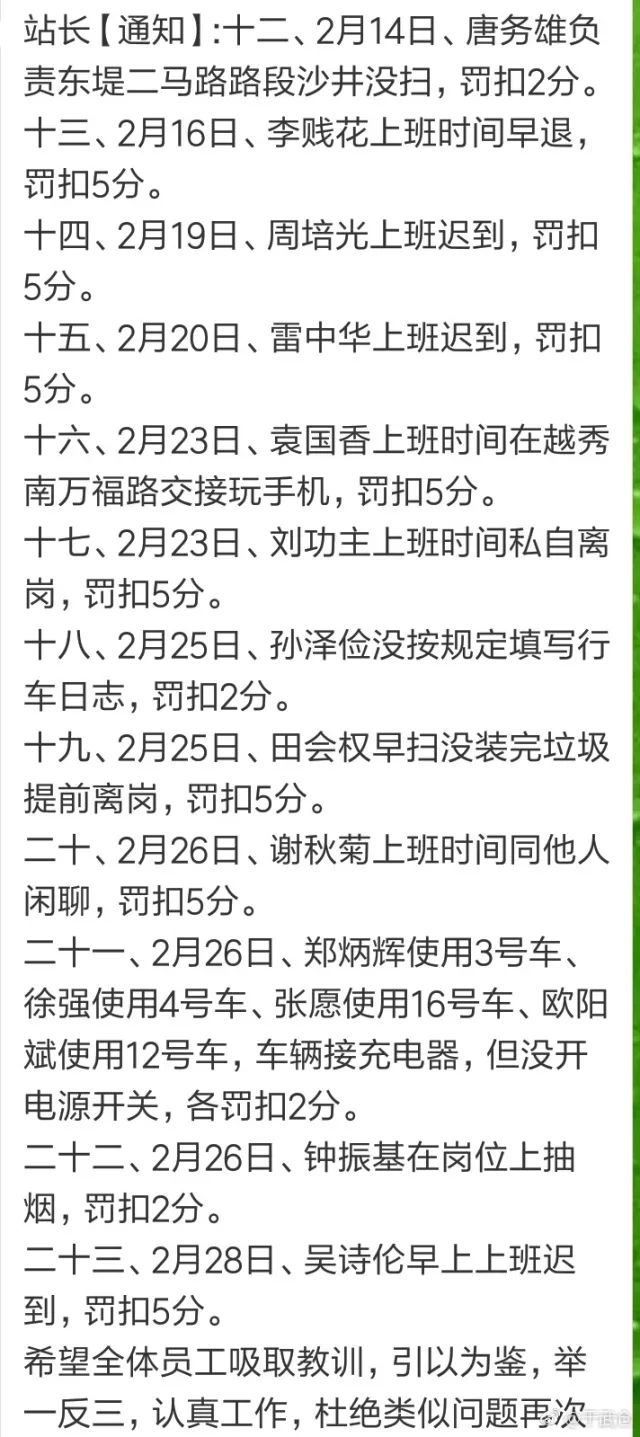 站长【通知】:十二、2月14日、唐务雄负
责东堤二马路路段沙井没扫，罚扣2分。
十三、2月16日、李贱花上班时间早退，
罚扣5分。
十四、2月19日、周培光上班迟到，罚扣
5分。
十五、2月20日、雷中华上班迟到，罚扣
5分。
十六、2月23日、袁国香上班时间在越秀
南万福路交接玩手机，罚扣5分。
十七、2月23日、刘功主上班时间私自离
岗，罚扣5分。
十八、2月25日、孙泽俭没按规定填写行
车日志，罚扣2分。
十九、2月25日、田会权早扫没装完垃圾
提前离岗，罚扣5分。
二十、2月26日、谢秋菊上班时间同他人
闲聊，罚扣5分。
二十一、2月26日、郑炳辉使用3号车、
徐强使用4号车、张愿使用16号车、欧阳
斌使用12号车，车辆接充电器，但没开
电源开关，各罚扣2分。
二十二、2月26日、钟振基在岗位上抽
烟，罚扣2分。
二十三、2月28日、吴诗伦早上上班迟
到，罚扣5分。
希望全体员工吸取教训，引以为鉴，举
一反三，认真工作，杜绝类似问题再次